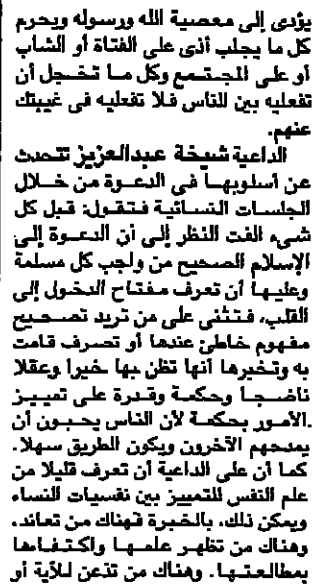 يؤدى إلى معصية الله ورسوله ويحرم
كل ما يجلب أذى على الفتاة أو الشاب
أو على المجتمع وكل ما تخجل أن
تفعليه بين الناس فلا تفعليه فى غيبتك
عنهم.
الداعية شيخة عبدالعزيز تتحدث
عن أسلوبها فى الدعوة من خلال
الجلسات النسائية فتقول: قبل كل
شىء الفت النظر إلى أن الدعوة إلى
الإسلام الصحيح من واجب كل مسلمة
وعليها أن تعرف مفتاح الدخول إلى
القلب، فتثنى على من تريد تصحيح
مفهوم خاطئ عندها أو تصرف قامت
به وتخبرها أنها تظن بها خيرا وعقلا
ناضجا وحكمة وقدرة على تمييز
الأمور بحكمة لأن الناس يحبون أن
يمدحهم الآخرون ويكون الطريق سهلا.
كما أن على الداعية أن تعرف قليلا من
علم النفس للتمييز بين نفسيات النساء
ويمكن ذلك، بالخبرة فهناك من تعاند،
وهناك من تظهر علمها واكتفاءها
بمطالعتها. وهناك من تذعن للآية أو